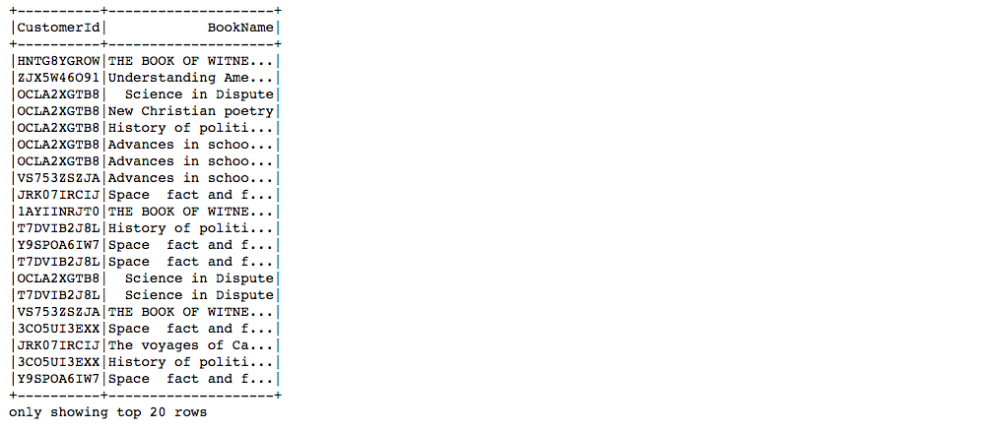 +----------+--------------------+
|CustomerId|            BookName|
+----------+--------------------+
|HNTG8YGROW|THE BOOK OF WITNE...|
|ZJX5W46O91|Understanding Ame...|
|OCLA2XGTB8|  Science in Dispute|
|OCLA2XGTB8|New Christian poetry|
|OCLA2XGTB8|History of politi...|
|OCLA2XGTB8|Advances in schoo...|
|OCLA2XGTB8|Advances in schoo...|
|VS753ZSZJA|Advances in schoo...|
|JRK07IRCIJ|Space  fact and f...|
|1AYIINRJT0|THE BOOK OF WITNE...|
|T7DVIB2J8L|History of politi...|
|Y9SPOA6IW7|Space  fact and f...|
|T7DVIB2J8L|Space  fact and f...|
|OCLA2XGTB8|  Science in Dispute|
|T7DVIB2J8L|  Science in Dispute|
|VS753ZSZJA|THE BOOK OF WITNE...|
|3CO5UI3EXX|Space  fact and f...|
|JRK07IRCIJ|The voyages of Ca...|
|3CO5UI3EXX|History of politi...|
|Y9SPOA6IW7|Space  fact and f...|
+----------+--------------------+
only showing top 20 rows